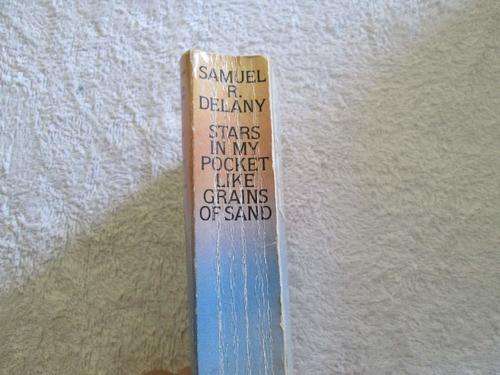 SAMUEL
R.
DELANY
STARS
IN MY
POCKET
LIKE
GRAINS
OF SAND